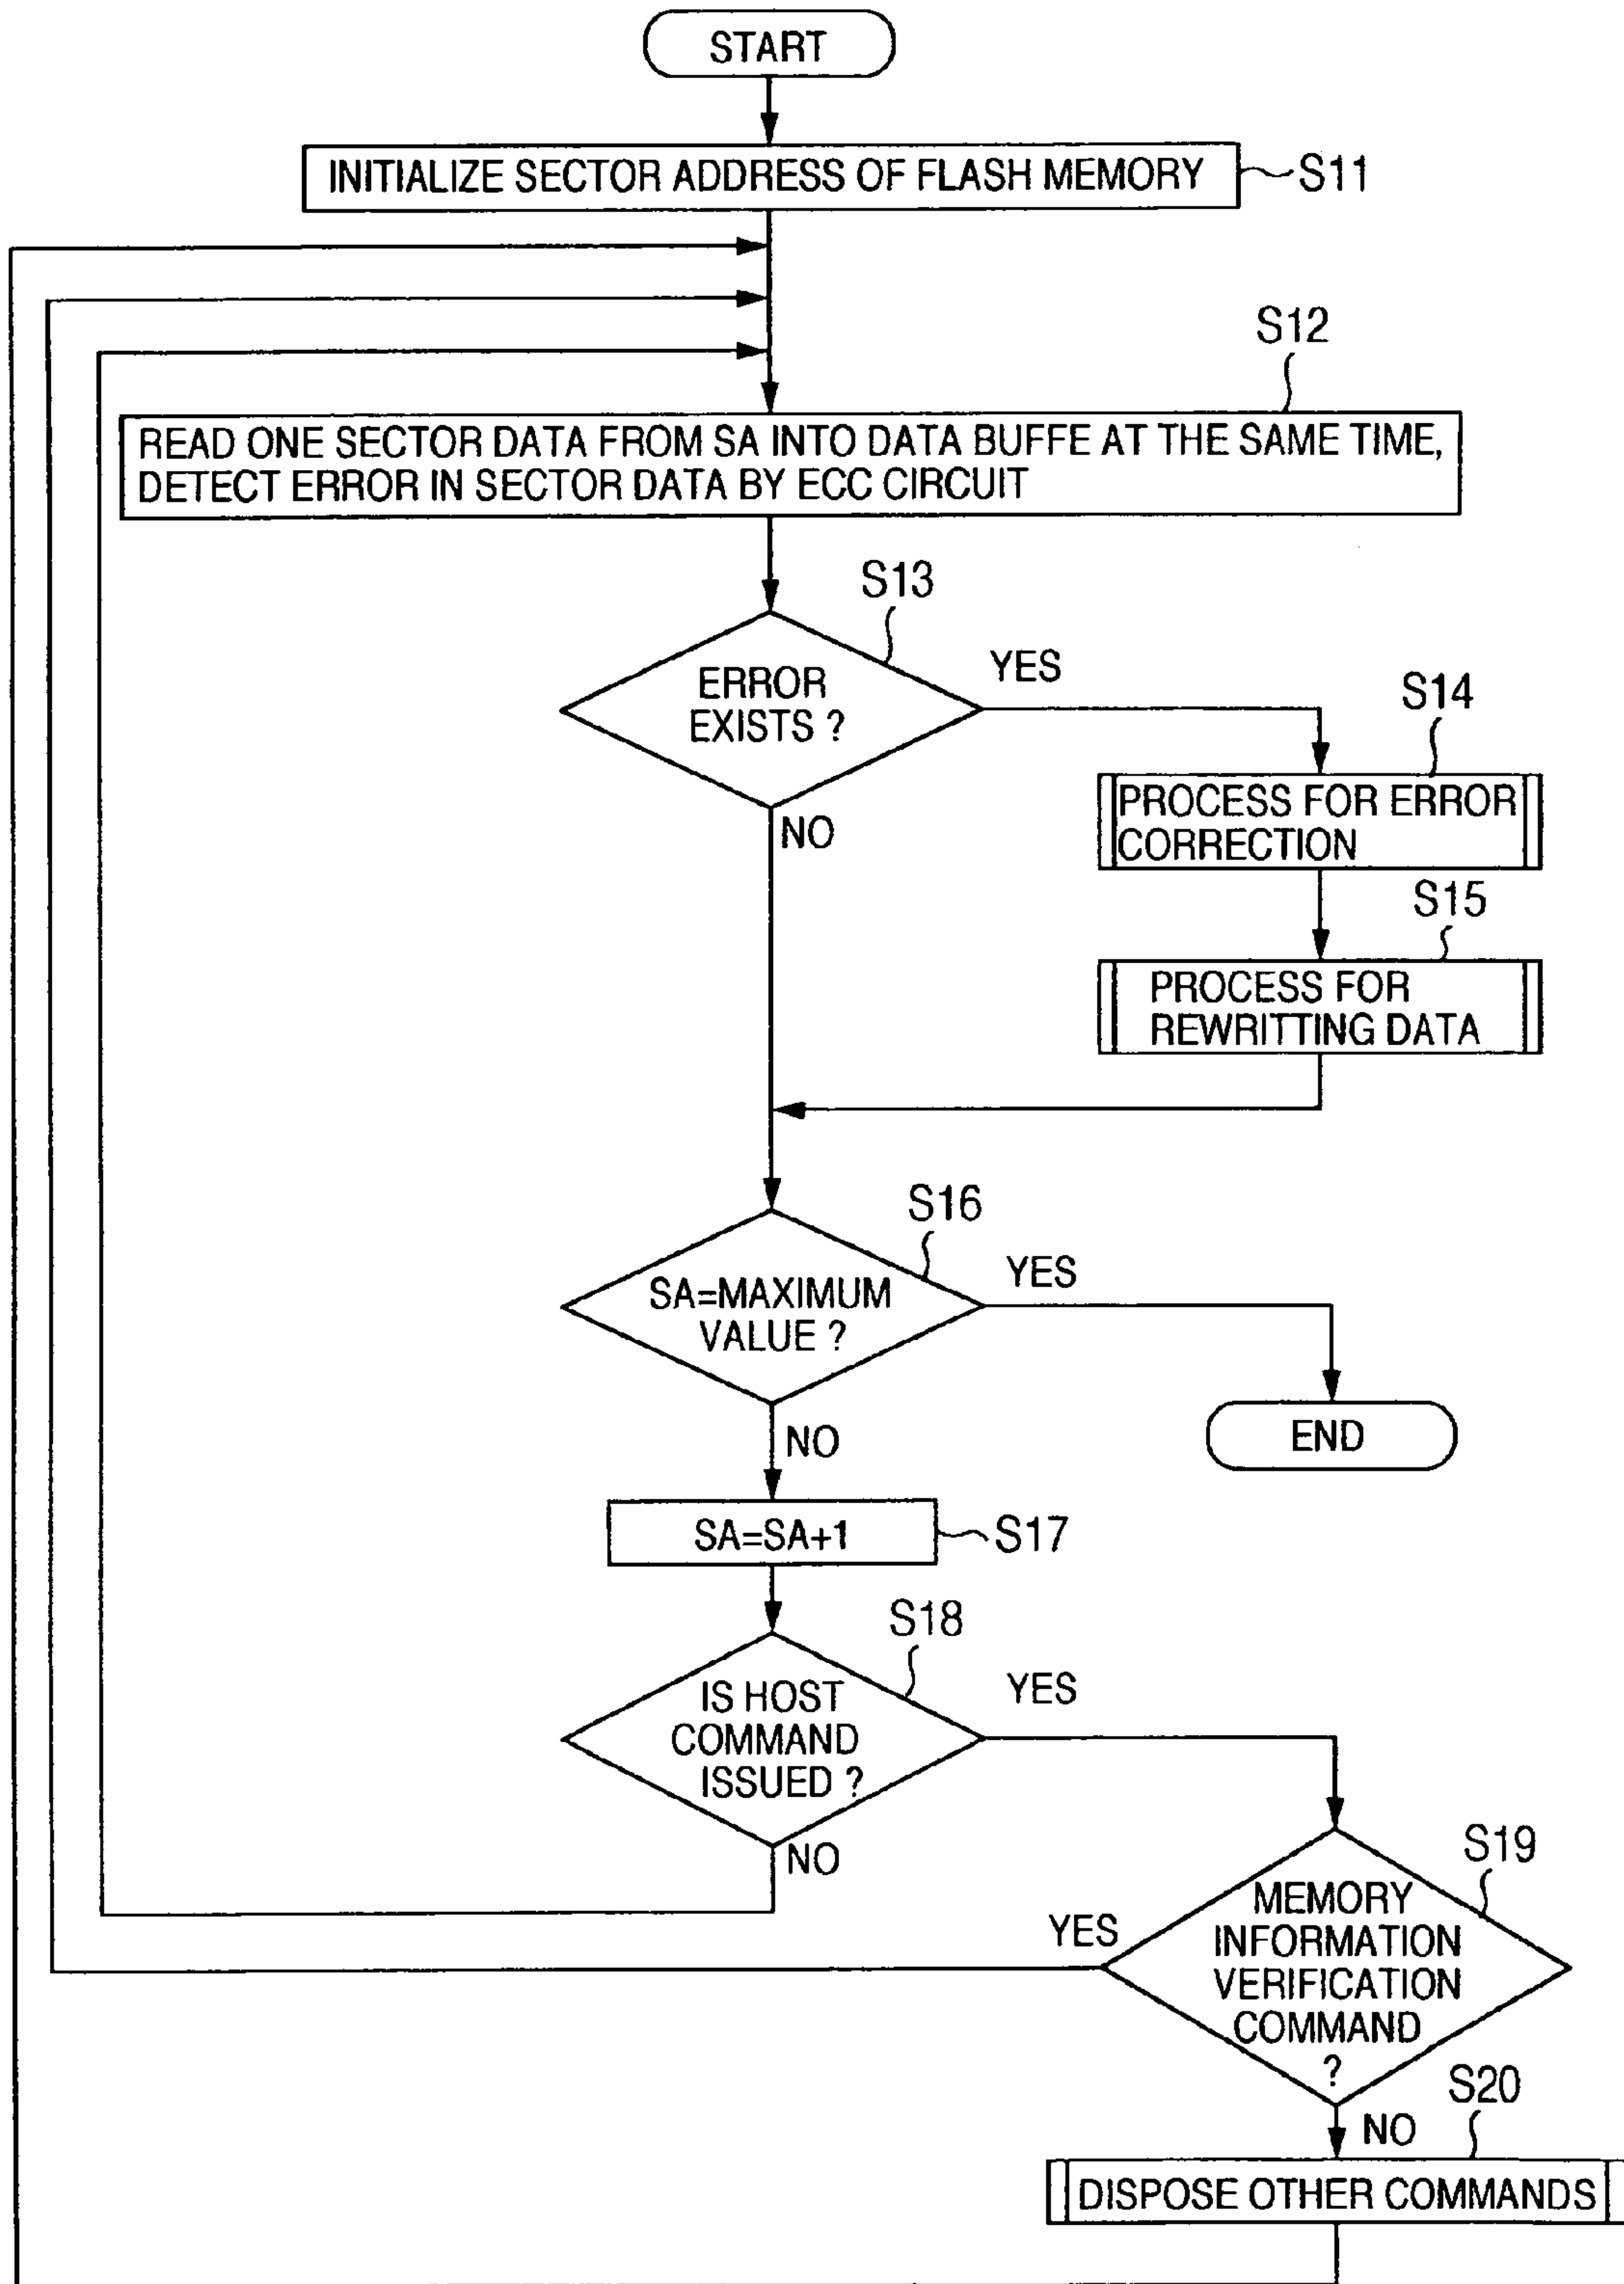 START
INITIALIZE SECTOR ADDRESS OF FLASH MEMORY
S11
S12
READ ONE SECTOR DATA FROM SA INTO DATA BUFFE AT THE SAME TIME,
DETECT ERROR IN SECTOR DATA BY ECC CIRCUIT
S13
ERROR
EXISTS ?
YES
NO
S14
PROCESS FOR ERROR
CORRECTION
S15
PROCESS FOR
REWRITTING DATA
S16
SA=MAXIMUM
VALUE ?
YES
END
NO
SA=SA+1
S17
S18
IS HOST
COMMAND
ISSUED ?
YES
NO
S19
MEMORY
INFORMATION
VERIFICATION
COMMAND
?
YES
NO
S20
DISPOSE OTHER COMMANDS